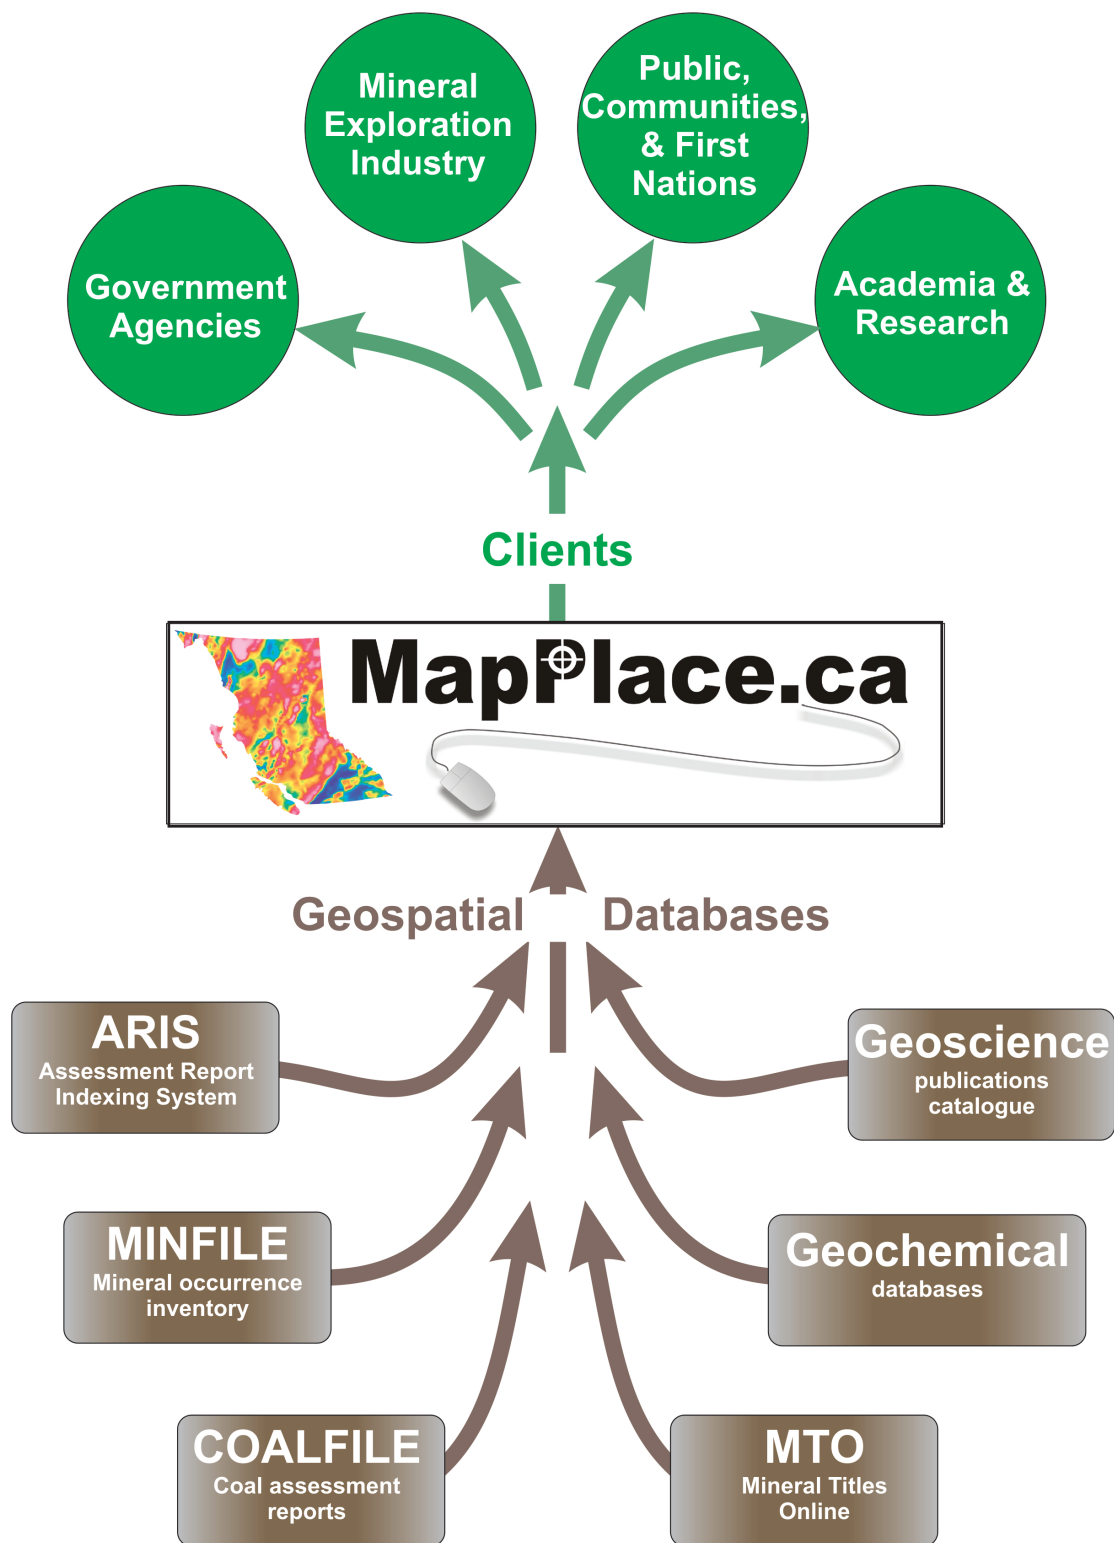 Mineral
Exploration
Industry
Public,
Communities,
& First
Nations
Government
Agencies
Academia &
Research
Clients
MapPlace.ca
Geospatial Databases
ARIS
Assessment Report
Indexing System
Geoscience
publications
catalogue
MINFILE
Mineral occurrence
inventory
Geochemical
databases
COALFILE
Coal assessment
reports
MTO
Mineral Titles
Online